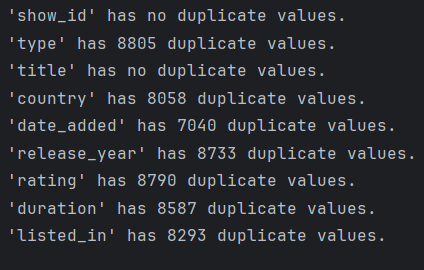 'show_id' has no duplicate values.
'type' has 8805 duplicate values.
'title' has no duplicate values.
'country' has 8058 duplicate values.
'date_added' has 7040 duplicate values.
'release_year' has 8733 duplicate values.
'rating' has 8790 duplicate values.
'duration' has 8587 duplicate values.
'listed_in' has 8293 duplicate values.